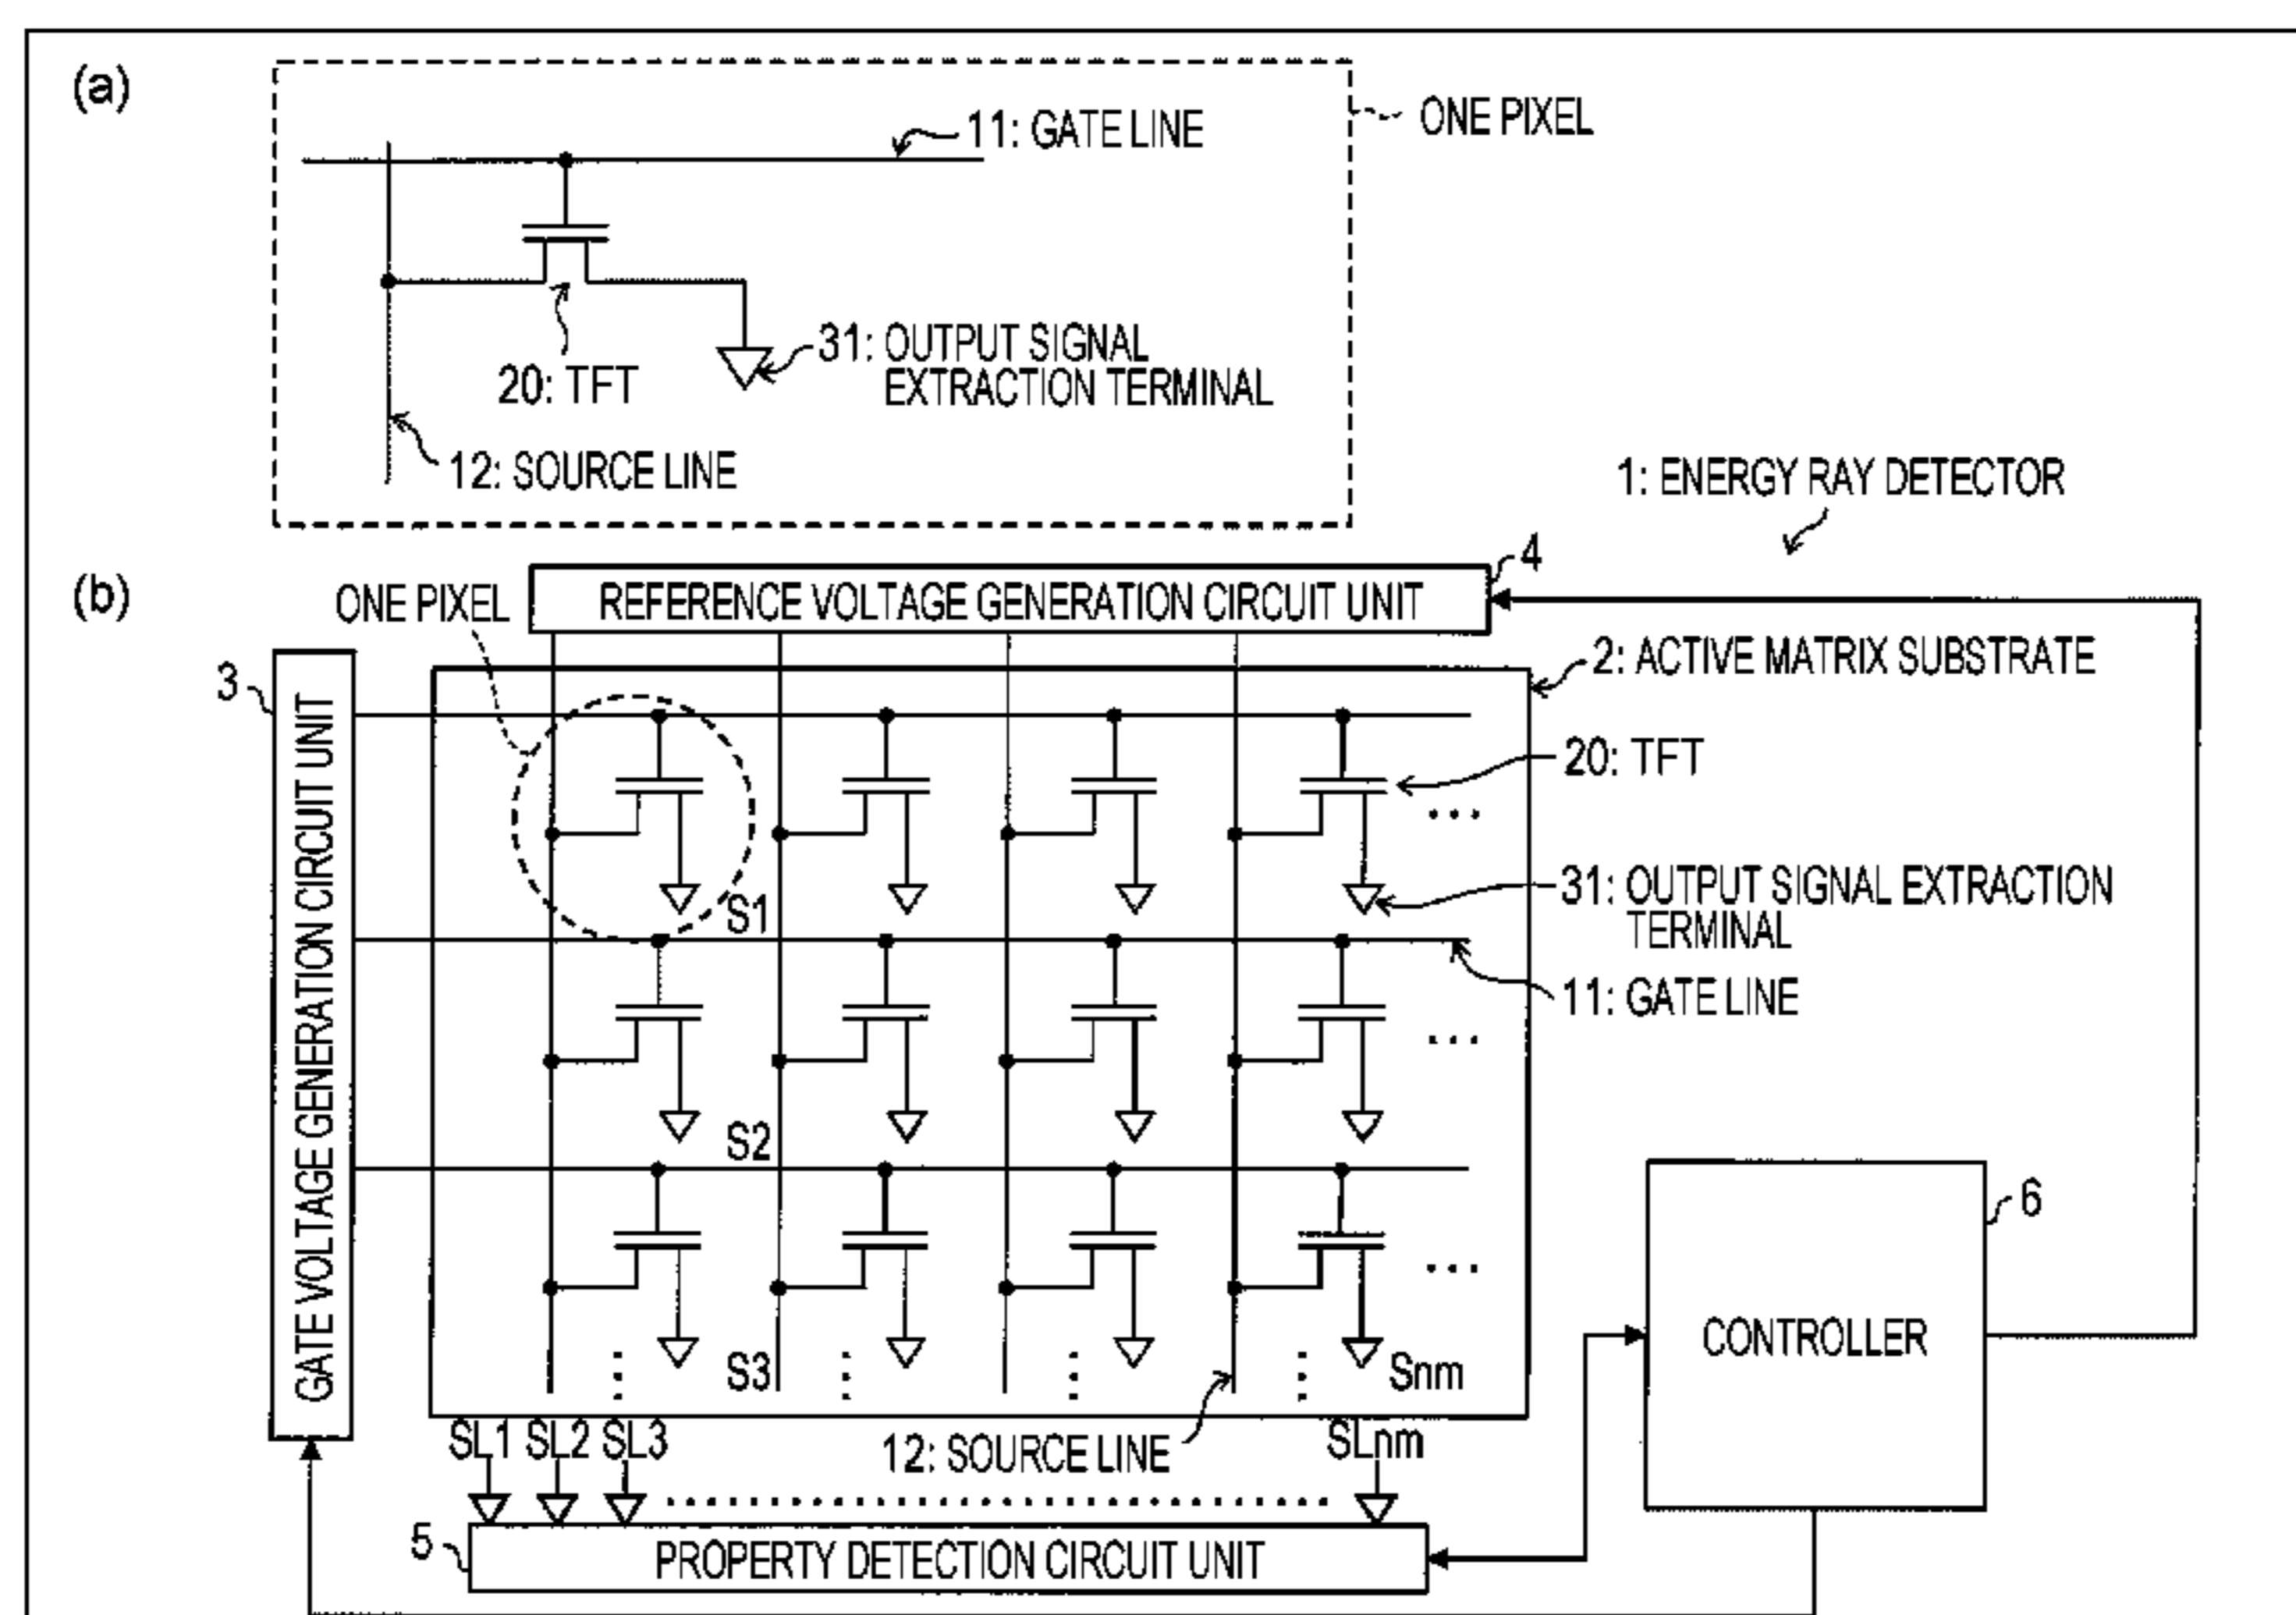 (a)
11: GATE LINE
ONE PIXEL
31: OUTPUT SIGNAL
EXTRACTION TERMINAL
20: TFT
12: SOURCE LINE
1: ENERGY RAY DETECTOR
(b)
ONE PIXEL
REFERENCE VOLTAGE GENERATION CIRCUIT UNIT
4
2: ACTIVE MATRIX SUBSTRATE
3
GATE VOLTAGE GENERATION CIRCUIT UNIT
20: TFT
...
31: OUTPUT SIGNAL EXTRACTION
TERMINAL
S1
11: GATE LINE
...
S2
6
...
CONTROLLER
S3
Snm
SL1 SL2 SL3
12: SOURCE LINE
SLnm
5
PROPERTY DETECTION CIRCUIT UNIT